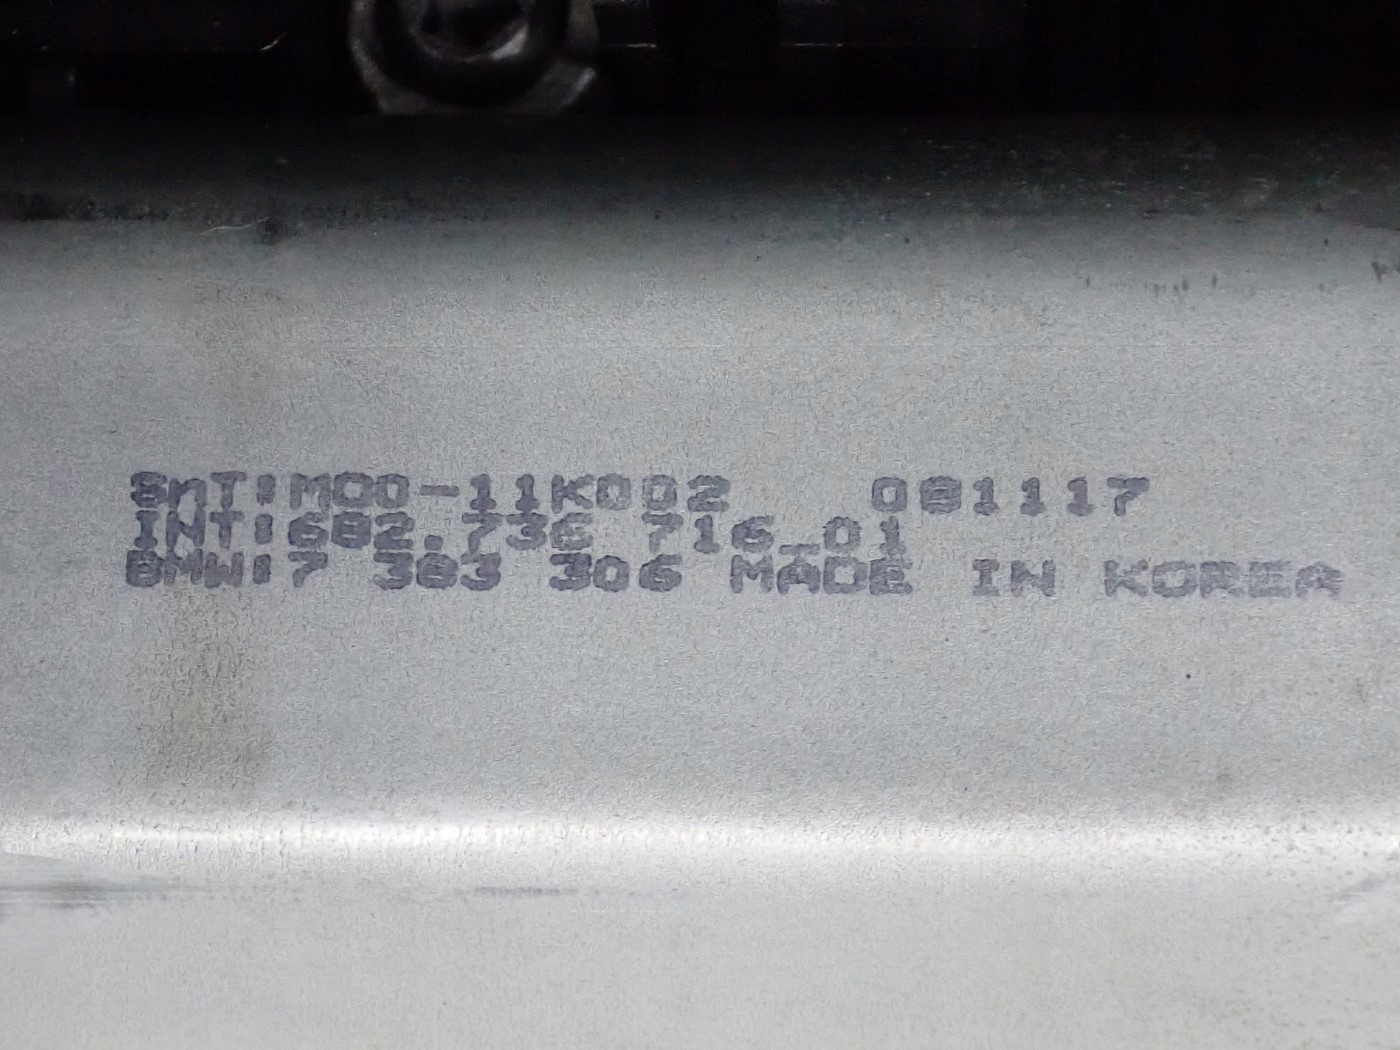 SMT:M00-11K002 081117
INT:682.736 716_01
BMW:7 383 306 MADE IN KOREA